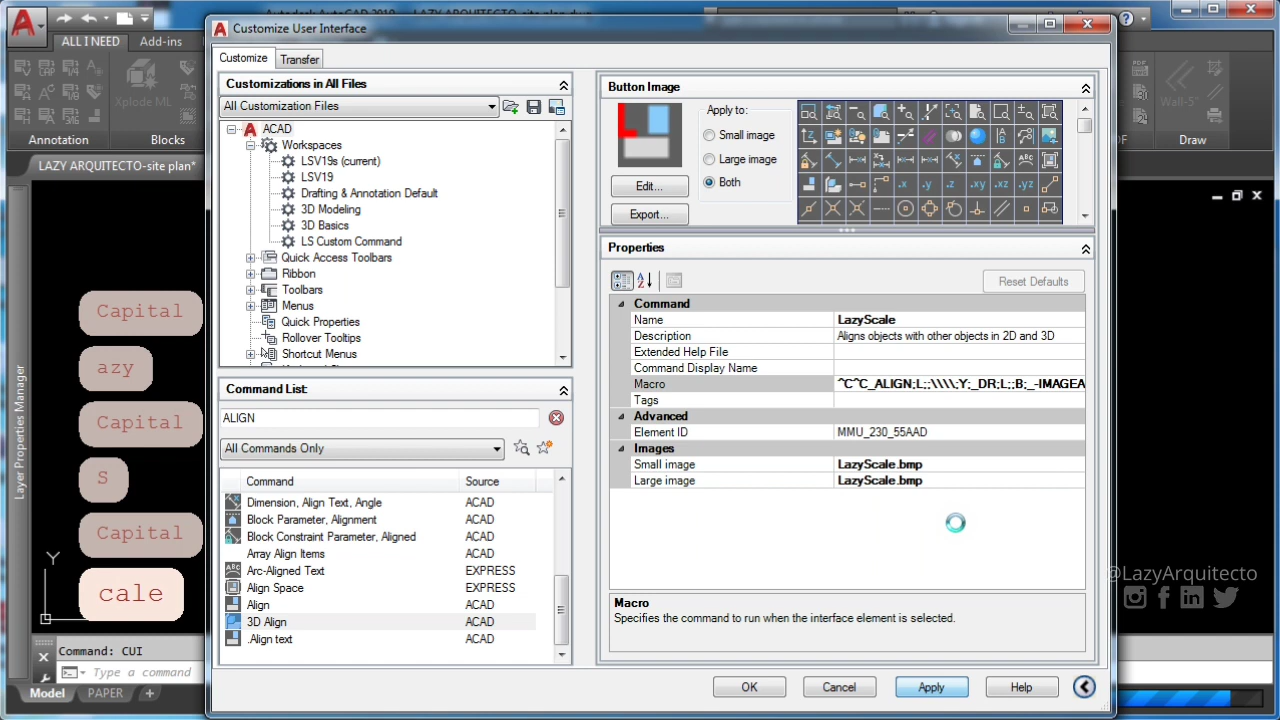 Customize User Interface
ALL I NEED
Add-ins
Annotation
Xplode ML
Blocks
LAZY ARQUITECTO-site plan*
Customize
Transfer
Customizations in All Files
All Customization Files
ACAD
Workspaces
LSV19s (current)
LSV19
Drafting & Annotation Default
3D Modeling
3D Basics
LS Custom Command
Quick Access Toolbars
Ribbon
Toolbars
Menus
Quick Properties
Rollover Tooltips
Shortcut Menus
Command List:
ALIGN
All Commands Only
Command Source
Dimension, Align Text, Angle ACAD
Block Parameter, Alignment ACAD
Block Constraint Parameter, Aligned ACAD
Array Align Items ACAD
Arc-Aligned Text EXPRESS
Align Space EXPRESS
Align ACAD
3D Align ACAD
.Align text ACAD
Button Image
Apply to:
Small image
Large image
Both
Edit...
Export...
Properties
Reset Defaults
Command
Name LazyScale
Description Aligns objects with other objects in 2D and 3D
Extended Help File
Command Display Name
Macro ^C^C_ALIGN;L;;\\\\;Y;_DR;L;;B;_-IMAGEA
Tags
Advanced
Element ID MMU_230_55AAD
Images
Small image LazyScale.bmp
Large image LazyScale.bmp
Macro
Specifies the command to run when the interface element is selected.
OK
Cancel
Apply
Help
Wall-S"
Draw
Layer Properties Manager
Capital
azy
Capital
S
Capital
cale
Y
@LazyArquitecto
Command: CUI
Type a command
Model
PAPER